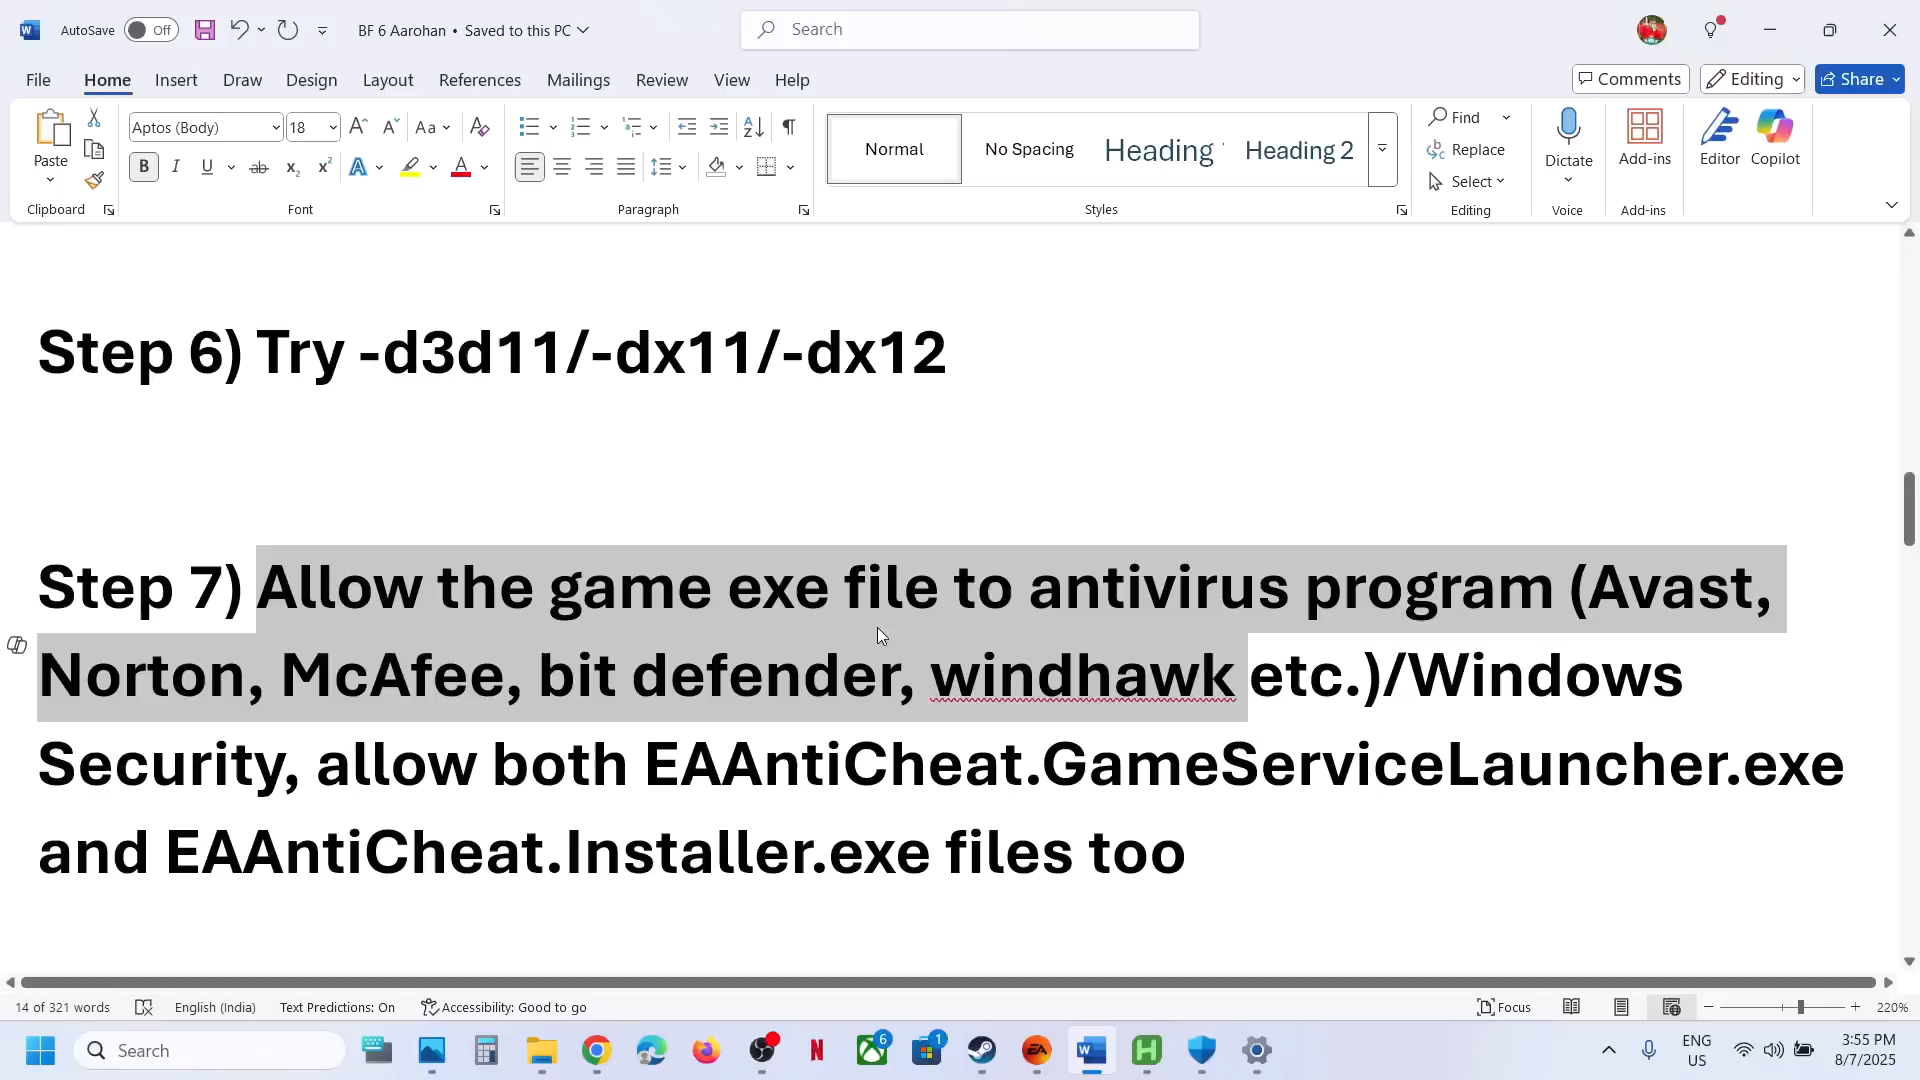 AutoSave Off BF 6 Aarohan • Saved to this PC Search
File Home Insert Draw Design Layout References Mailings Review View Help Comments Editing Share
Paste Aptos (Body) 18 Normal No Spacing Heading Heading 2 Find Replace Select Dictate Add-ins Editor Copilot
Clipboard Font Paragraph Styles Editing Voice Add-ins
Step 6) Try -d3d11/-dx11/-dx12
Step 7) Allow the game exe file to antivirus program (Avast,
Norton, McAfee, bit defender, windhawk etc.)/Windows
Security, allow both EAAntiCheat.GameServiceLauncher.exe
and EAAntiCheat.Installer.exe files too
14 of 321 words English (India) Text Predictions: On Accessibility: Good to go Focus 220%
Search 6 1 ENG 3:55 PM
US 8/7/2025